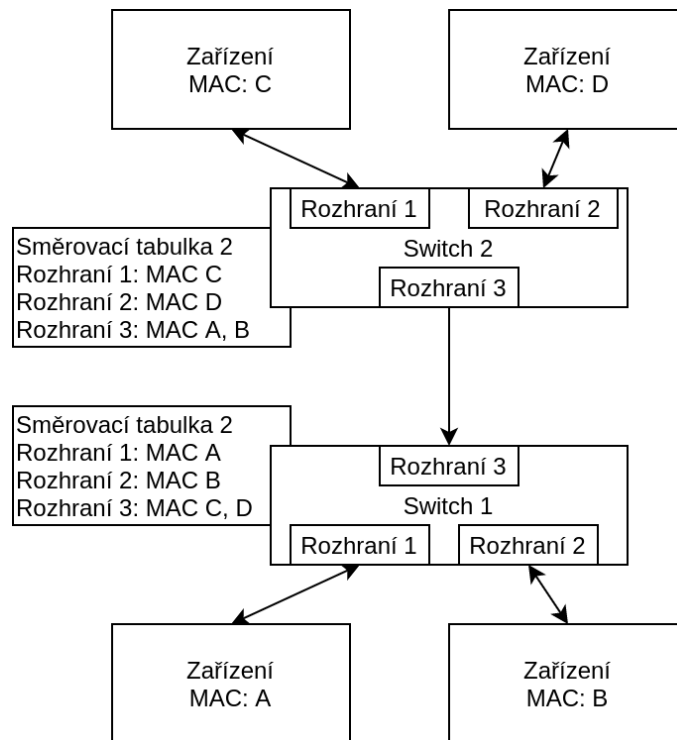 Zařízení
MAC: C
Zařízení
MAC: D
Rozhraní 1
Rozhraní 2
Switch 2
Rozhraní 3
Směrovací tabulka 2
Rozhraní 1: MAC C
Rozhraní 2: MAC D
Rozhraní 3: MAC A, B
Směrovací tabulka 2
Rozhraní 1: MAC A
Rozhraní 2: MAC B
Rozhraní 3: MAC C, D
Rozhraní 3
Switch 1
Rozhraní 1
Rozhraní 2
Zařízení
MAC: A
Zařízení
MAC: B